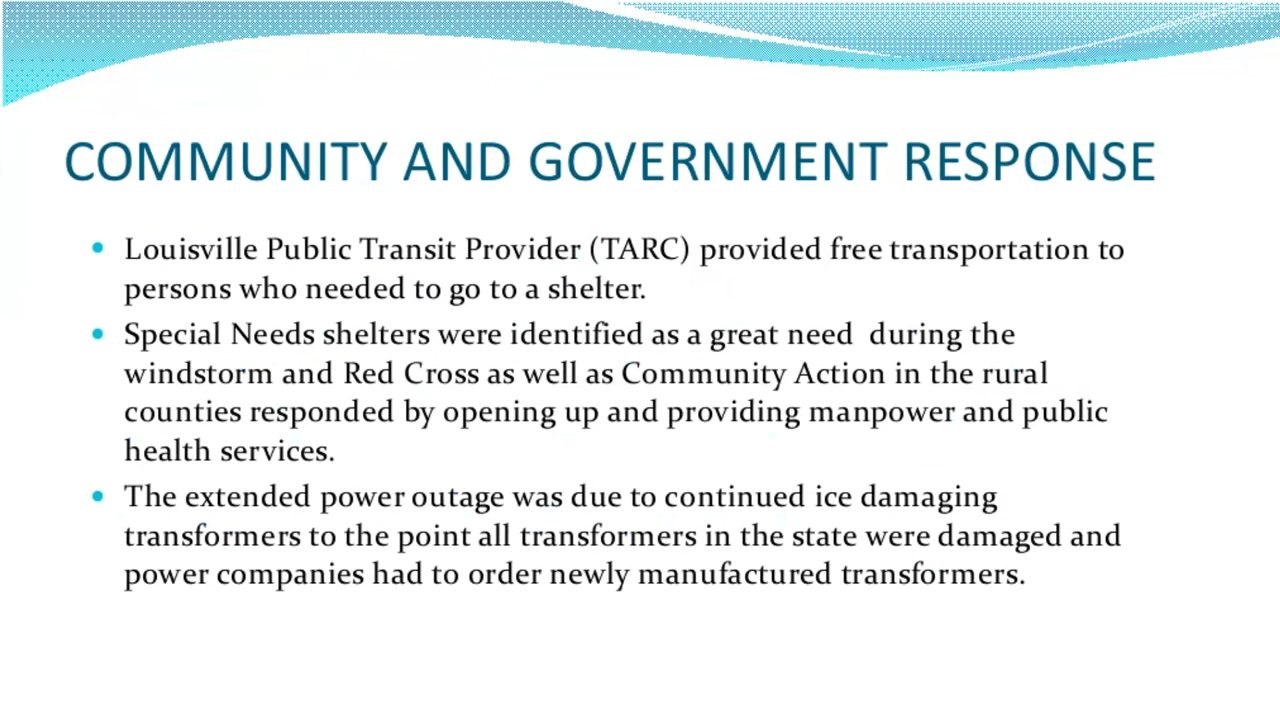 COMMUNITY AND GOVERNMENT RESPONSE
• Louisville Public Transit Provider (TARC) provided free transportation to
persons who needed to go to a shelter.
• Special Needs shelters were identified as a great need  during the
windstorm and Red Cross as well as Community Action in the rural
counties responded by opening up and providing manpower and public
health services.
• The extended power outage was due to continued ice damaging
transformers to the point all transformers in the state were damaged and
power companies had to order newly manufactured transformers.